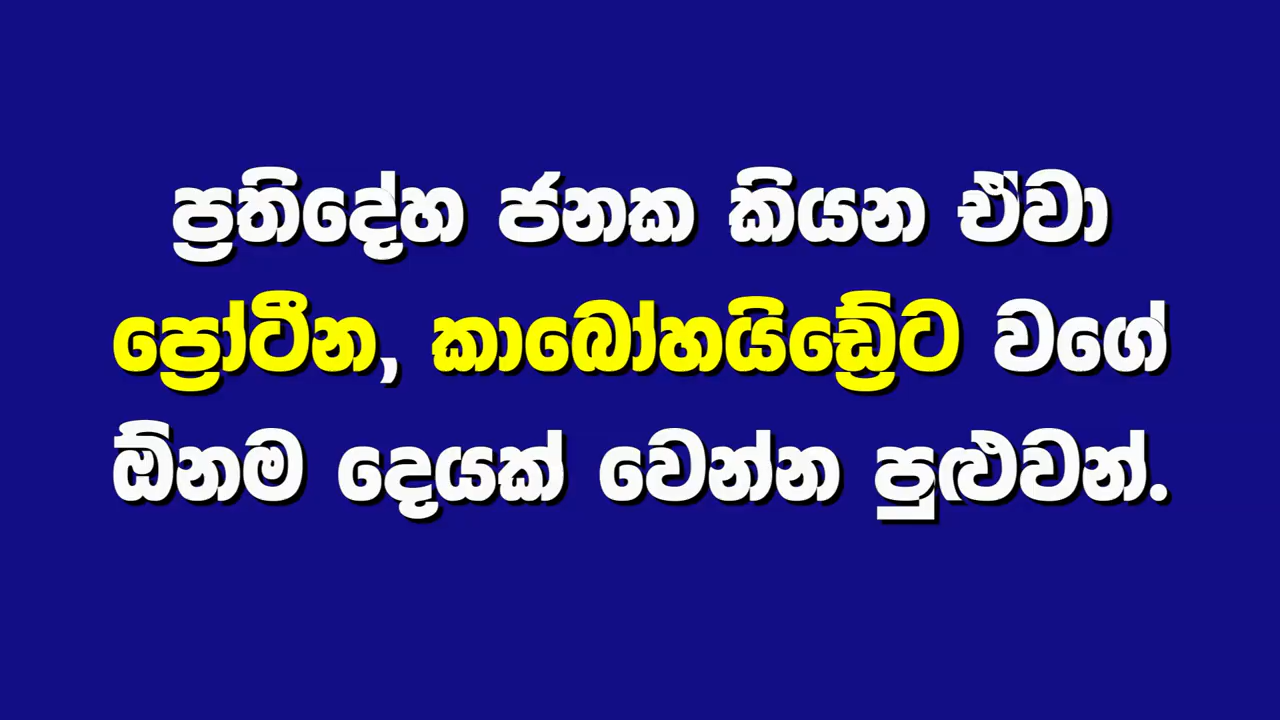 ප්‍රතිදේහ ජනක කියන ඒවා
ප්‍රෝටීන, කාබෝහයිඩ්‍රේට වගේ
ඕනම දෙයක් වෙන්න පුළුවන්.